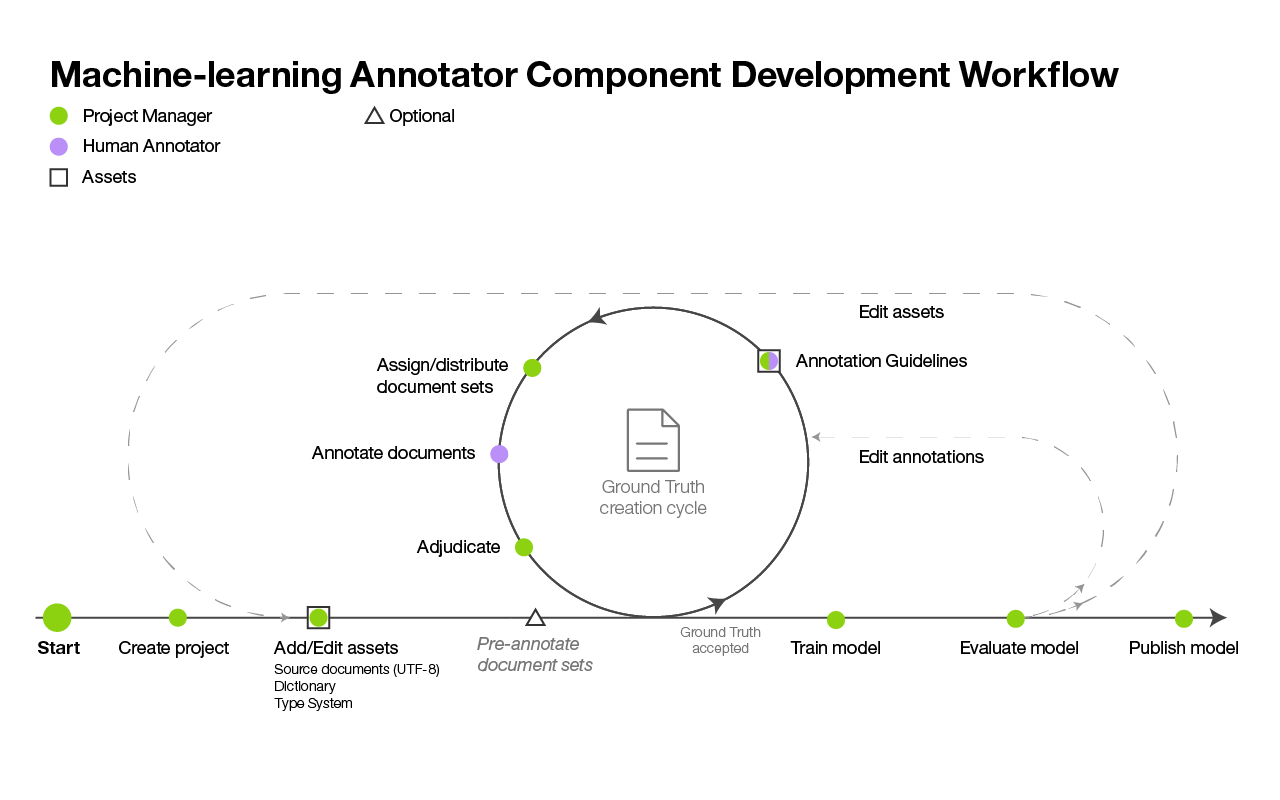 Machine-learning Annotator Component Development Workflow
Project Manager
Optional
Human Annotator
Assets
Edit assets
Annotation Guidelines
Assign/distribute
document sets
Annotate documents
Edit annotations
Ground Truth
creation cycle
Adjudicate
Start
Create project
Add/Edit assets
Source documents (UTF-8)
Dictionary
Type System
Pre-annotate
document sets
Ground Truth
accepted
Train model
Evaluate model
Publish model